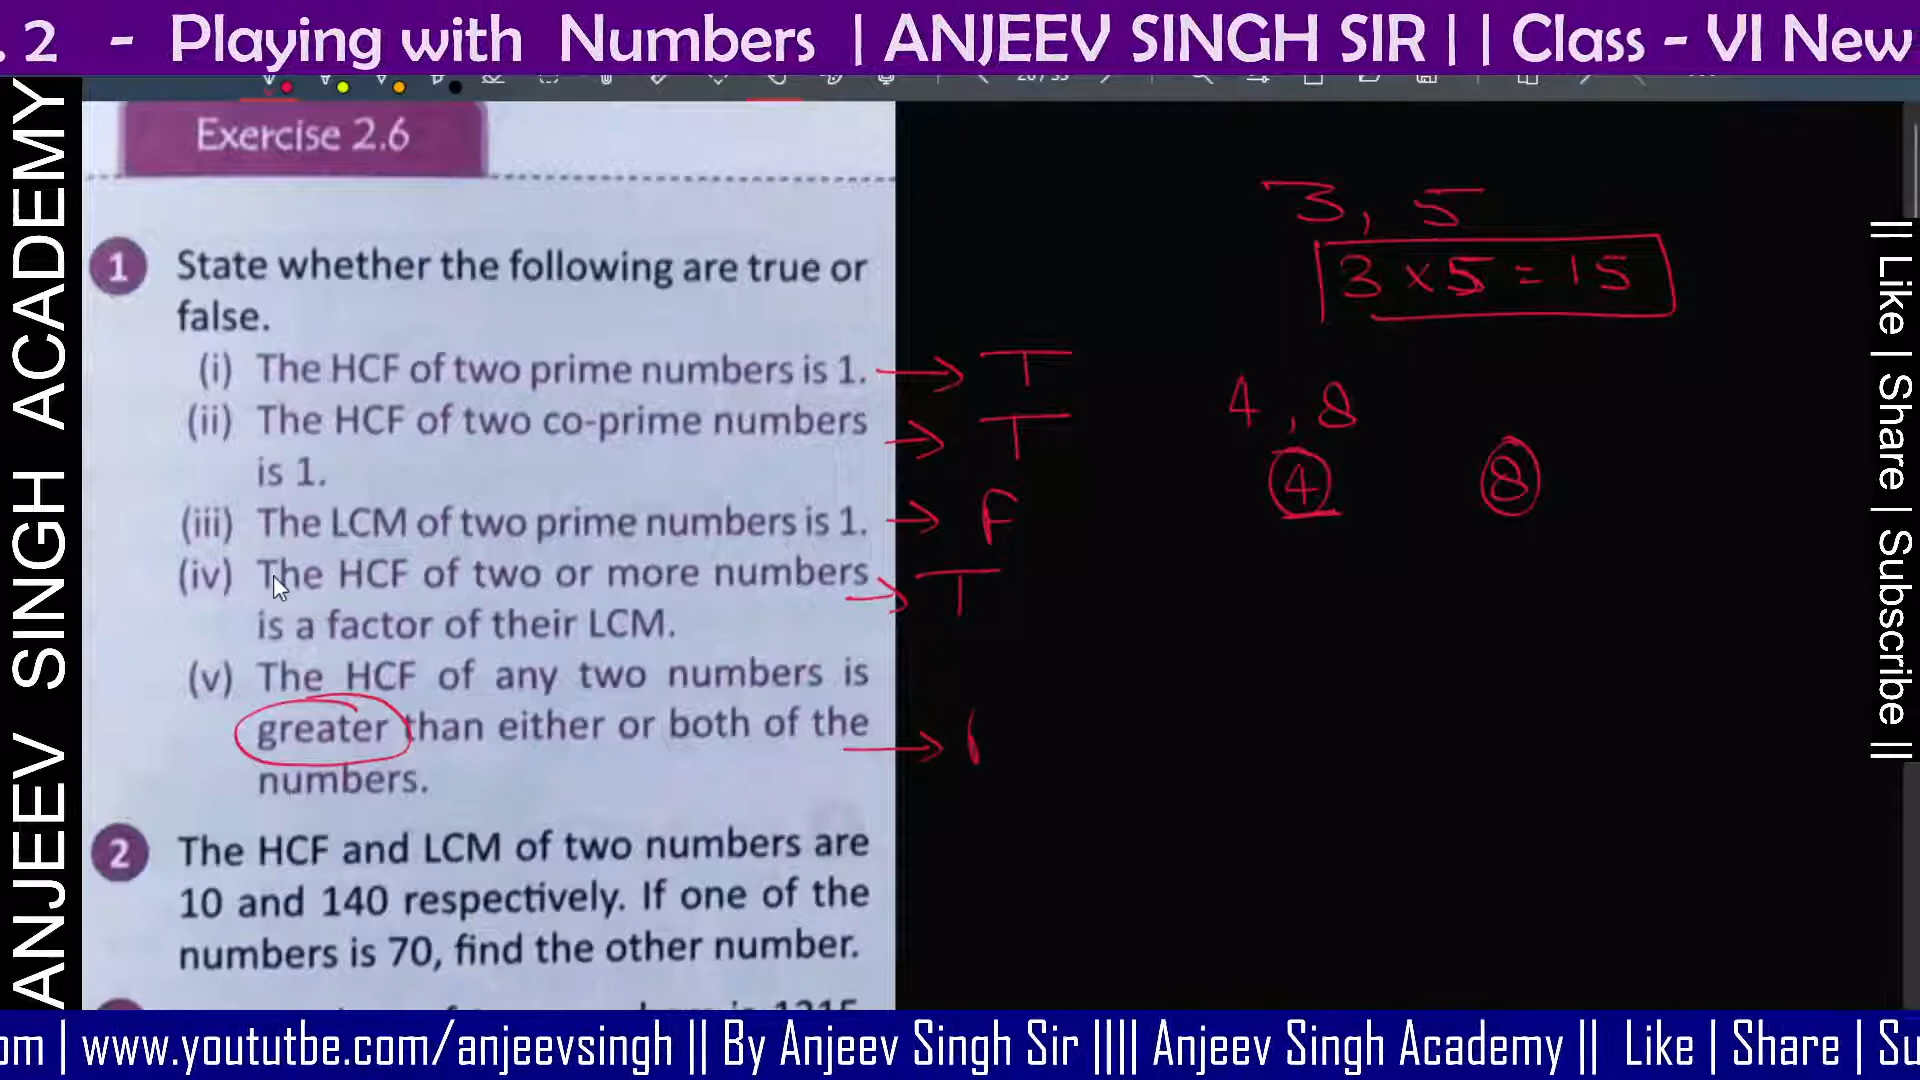 . 2 - Playing with Numbers | ANJEEV SINGH SIR | | Class - VI New
ANJEEV SINGH ACADEMY
Exercise 2.6
1 State whether the following are true or
false.
(i) The HCF of two prime numbers is 1. → T
(ii) The HCF of two co-prime numbers → T
is 1.
(iii) The LCM of two prime numbers is 1. → F
(iv) The HCF of two or more numbers → T
is a factor of their LCM.
(v) The HCF of any two numbers is
greater than either or both of the →
numbers.
2 The HCF and LCM of two numbers are
10 and 140 respectively. If one of the
numbers is 70, find the other number.
3, 5
3 × 5 = 15
4, 8
4 8
|| Like | Share | Subscribe ||
om | www.yoututbe.com/anjeevsingh || By Anjeev Singh Sir |||| Anjeev Singh Academy || Like | Share | Su